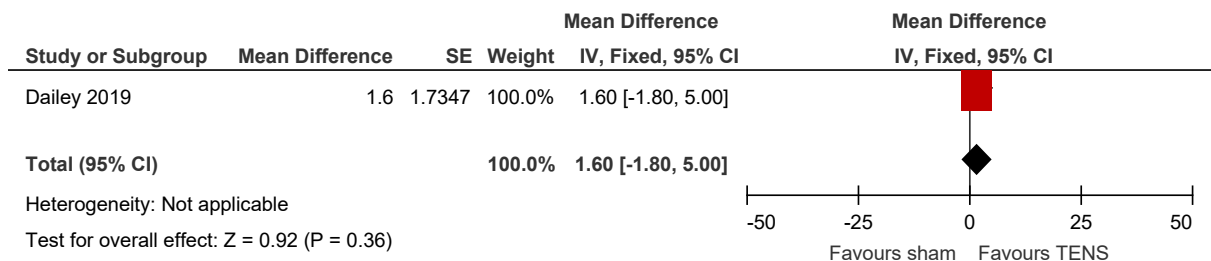 Mean Difference Mean Difference
Study or Subgroup Mean Difference SE Weight IV, Fixed, 95% CI IV, Fixed, 95% CI
Dailey 2019 1.6 1.7347 100.0% 1.60 [-1.80, 5.00]
Total (95% CI) 100.0% 1.60 [-1.80, 5.00]
Heterogeneity: Not applicable
Test for overall effect: Z = 0.92 (P = 0.36)
-50 -25 0 25 50
Favours sham Favours TENS